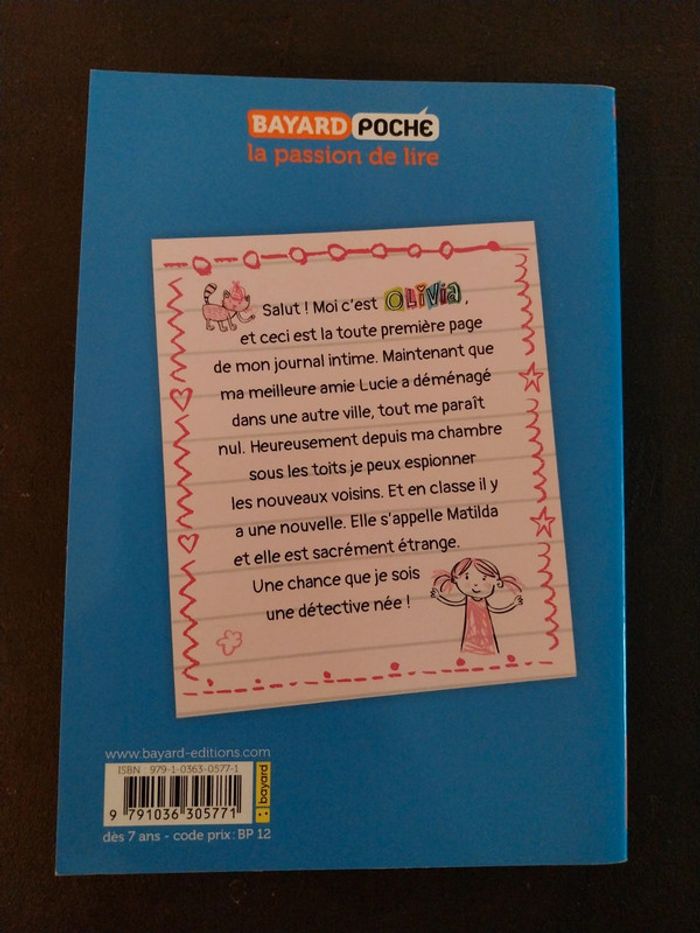 BAYARD POCHE
la passion de lire
Salut ! Moi c'est OLiViA,
et ceci est la toute première page
de mon journal intime. Maintenant que
ma meilleure amie Lucie a déménagé
dans une autre ville, tout me paraît
nul. Heureusement depuis ma chambre
sous les toits je peux espionner
les nouveaux voisins. Et en classe il y
a une nouvelle. Elle s'appelle Matilda
et elle est sacrément étrange.
Une chance que je sois
une détective née !
www.bayard-editions.com
ISBN : 979-1-0363-0577-1
9 791036 305771
bayard
dès 7 ans - code prix : BP 12